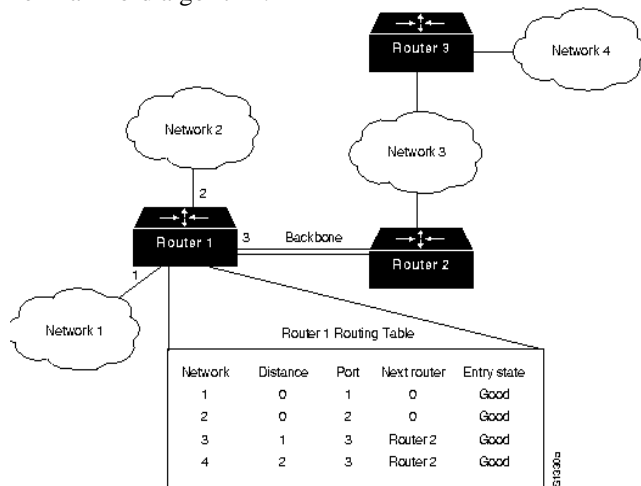 Router 3
Network 4
Network 2
Network 3
2
Router 1
3
Backbone
Router 2
1
Network 1
Router 1 Routing Table
Network Distance Port Next router Entry state
1 0 1 0 Good
2 0 2 0 Good
3 1 3 Router 2 Good
4 2 3 Router 2 Good